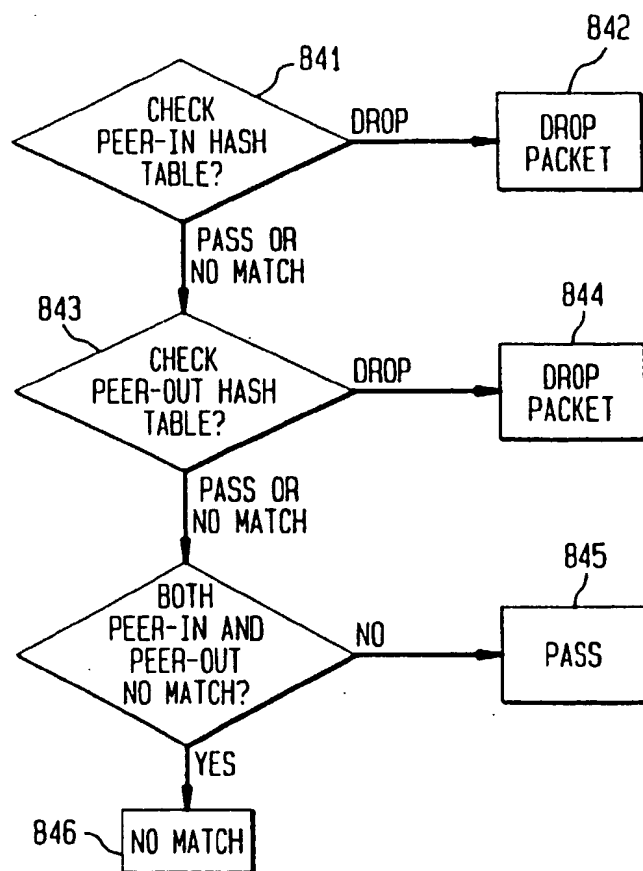 841
CHECK
PEER-IN HASH
TABLE?
DROP
842
DROP
PACKET
PASS OR
NO MATCH
843
CHECK
PEER-OUT HASH
TABLE?
DROP
844
DROP
PACKET
PASS OR
NO MATCH
BOTH
PEER-IN AND
PEER-OUT
NO MATCH?
NO
845
PASS
YES
846
NO MATCH